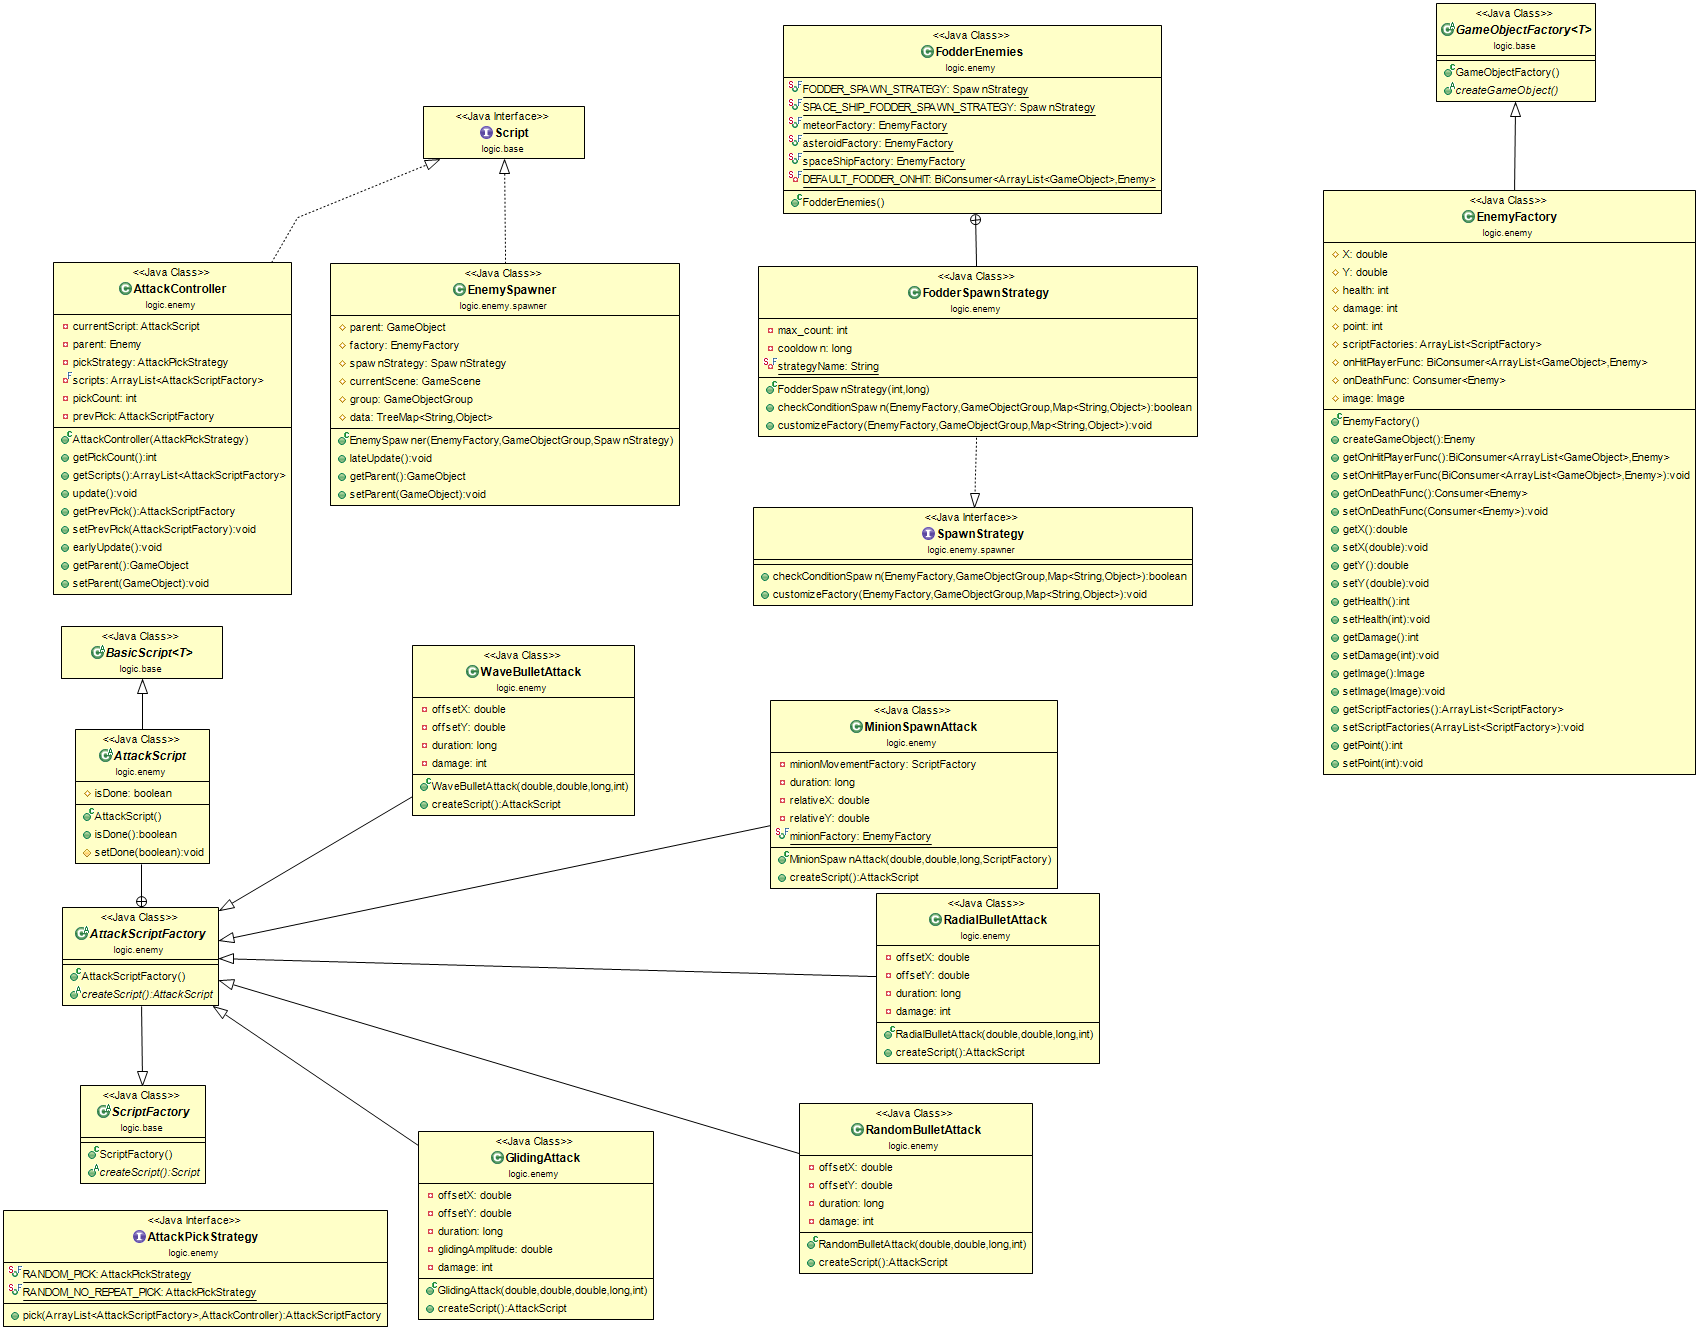 <<Java Class>>
GameObjectFactory<T>
logic.base
GameObjectFactory()
createGameObject()
<<Java Class>>
FodderEnemies
logic.enemy
FODDER_SPAWN_STRATEGY: SpawnStrategy
SPACE_SHIP_FODDER_SPAWN_STRATEGY: SpawnStrategy
meteorFactory: EnemyFactory
asteroidFactory: EnemyFactory
spaceShipFactory: EnemyFactory
DEFAULT_FODDER_ONHIT: BiConsumer<ArrayList<GameObject>,Enemy>
FodderEnemies()
<<Java Interface>>
Script
logic.base
<<Java Class>>
EnemyFactory
logic.enemy
X: double
Y: double
health: int
damage: int
point: int
scriptFactories: ArrayList<ScriptFactory>
onHitPlayerFunc: BiConsumer<ArrayList<GameObject>,Enemy>
onDeathFunc: Consumer<Enemy>
image: Image
EnemyFactory()
createGameObject():Enemy
getOnHitPlayerFunc():BiConsumer<ArrayList<GameObject>,Enemy>
setOnHitPlayerFunc(BiConsumer<ArrayList<GameObject>,Enemy>):void
getOnDeathFunc():Consumer<Enemy>
setOnDeathFunc(Consumer<Enemy>):void
getX():double
setX(double):void
getY():double
setY(double):void
getHealth():int
setHealth(int):void
getDamage():int
setDamage(int):void
getImage():Image
setImage(Image):void
getScriptFactories():ArrayList<ScriptFactory>
setScriptFactories(ArrayList<ScriptFactory>):void
getPoint():int
setPoint(int):void
<<Java Class>>
AttackController
logic.enemy
currentScript: AttackScript
parent: Enemy
pickStrategy: AttackPickStrategy
scripts: ArrayList<AttackScriptFactory>
pickCount: int
prevPick: AttackScriptFactory
AttackController(AttackPickStrategy)
getPickCount():int
getScripts():ArrayList<AttackScriptFactory>
update():void
getPrevPick():AttackScriptFactory
setPrevPick(AttackScriptFactory):void
earlyUpdate():void
getParent():GameObject
setParent(GameObject):void
<<Java Class>>
EnemySpawner
logic.enemy.spawner
parent: GameObject
factory: EnemyFactory
spawnStrategy: SpawnStrategy
currentScene: GameScene
group: GameObjectGroup
data: TreeMap<String,Object>
EnemySpawner(EnemyFactory,GameObjectGroup,SpawnStrategy)
lateUpdate():void
getParent():GameObject
setParent(GameObject):void
<<Java Class>>
FodderSpawnStrategy
logic.enemy
max_count: int
cooldown: long
strategyName: String
FodderSpawnStrategy(int,long)
checkConditionSpawn(EnemyFactory,GameObjectGroup,Map<String,Object>):boolean
customizeFactory(EnemyFactory,GameObjectGroup,Map<String,Object>):void
<<Java Interface>>
SpawnStrategy
logic.enemy.spawner
checkConditionSpawn(EnemyFactory,GameObjectGroup,Map<String,Object>):boolean
customizeFactory(EnemyFactory,GameObjectGroup,Map<String,Object>):void
<<Java Class>>
BasicScript<T>
logic.base
<<Java Class>>
AttackScript
logic.enemy
isDone: boolean
AttackScript()
isDone():boolean
setDone(boolean):void
<<Java Class>>
WaveBulletAttack
logic.enemy
offsetX: double
offsetY: double
duration: long
damage: int
WaveBulletAttack(double,double,long,int)
createScript():AttackScript
<<Java Class>>
MinionSpawnAttack
logic.enemy
minionMovementFactory: ScriptFactory
duration: long
relativeX: double
relativeY: double
minionFactory: EnemyFactory
MinionSpawnAttack(double,double,long,ScriptFactory)
createScript():AttackScript
<<Java Class>>
RadialBulletAttack
logic.enemy
offsetX: double
offsetY: double
duration: long
damage: int
RadialBulletAttack(double,double,long,int)
createScript():AttackScript
<<Java Class>>
AttackScriptFactory
logic.enemy
AttackScriptFactory()
createScript():AttackScript
<<Java Class>>
ScriptFactory
logic.base
ScriptFactory()
createScript():Script
<<Java Class>>
GlidingAttack
logic.enemy
offsetX: double
offsetY: double
duration: long
glidingAmplitude: double
damage: int
GlidingAttack(double,double,double,long,int)
createScript():AttackScript
<<Java Class>>
RandomBulletAttack
logic.enemy
offsetX: double
offsetY: double
duration: long
damage: int
RandomBulletAttack(double,double,long,int)
createScript():AttackScript
<<Java Interface>>
AttackPickStrategy
logic.enemy
RANDOM_PICK: AttackPickStrategy
RANDOM_NO_REPEAT_PICK: AttackPickStrategy
pick(ArrayList<AttackScriptFactory>,AttackController):AttackScriptFactory